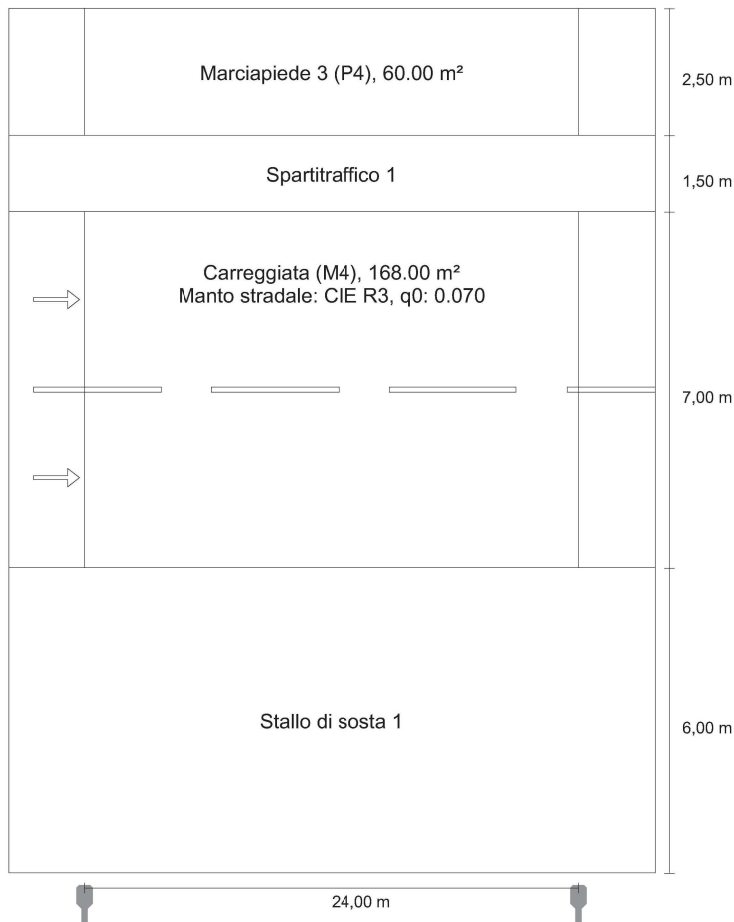 Marciapiede 3 (P4), 60.00 m²
2,50 m
Spartitraffico 1
1,50 m
Carreggiata (M4), 168.00 m²
Manto stradale: CIE R3, q0: 0.070
7,00 m
Stallo di sosta 1
6,00 m
24,00 m